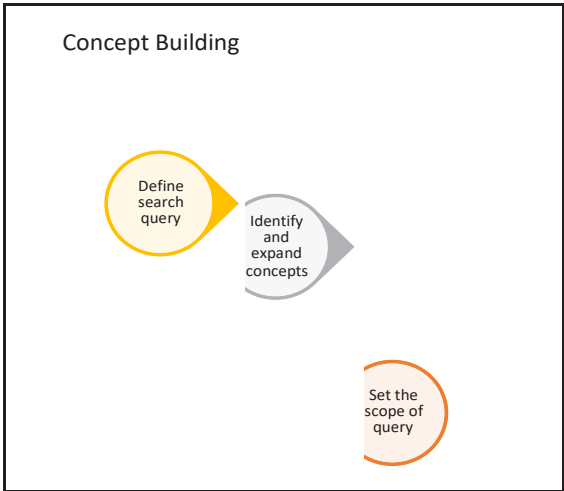 Concept Building
Define
search
query
Identify
and
expand
concepts
Set the
scope of
query